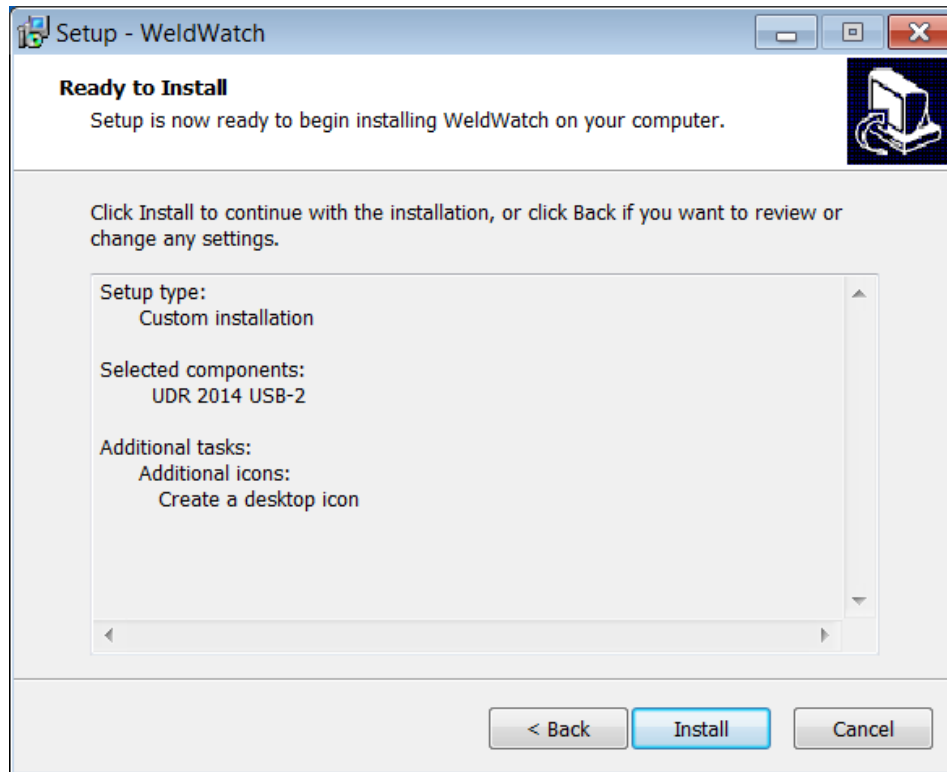 Setup - WeldWatch
Ready to Install
Setup is now ready to begin installing WeldWatch on your computer.
Click Install to continue with the installation, or click Back if you want to review or
change any settings.
Setup type:
Custom installation
Selected components:
UDR 2014 USB-2
Additional tasks:
Additional icons:
Create a desktop icon
< Back
Install
Cancel